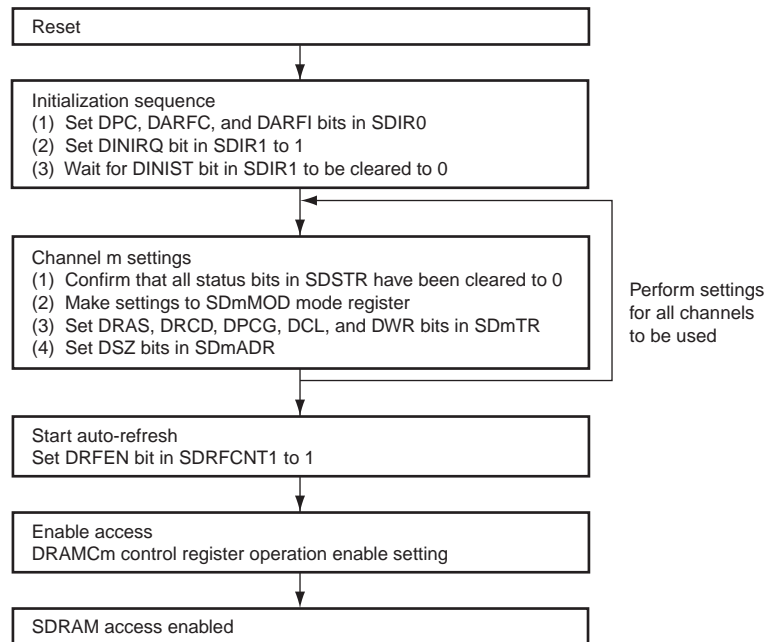 Reset
Initialization sequence
(1) Set DPC, DARFC, and DARFI bits in SDIR0
(2) Set DINIRQ bit in SDIR1 to 1
(3) Wait for DINIST bit in SDIR1 to be cleared to 0
Channel m settings
(1) Confirm that all status bits in SDSTR have been cleared to 0
(2) Make settings to SDmMOD mode register
(3) Set DRAS, DRCD, DPCG, DCL, and DWR bits in SDmTR
(4) Set DSZ bits in SDmADR
Perform settings
for all channels
to be used
Start auto-refresh
Set DRFEN bit in SDRFCNT1 to 1
Enable access
DRAMCm control register operation enable setting
SDRAM access enabled